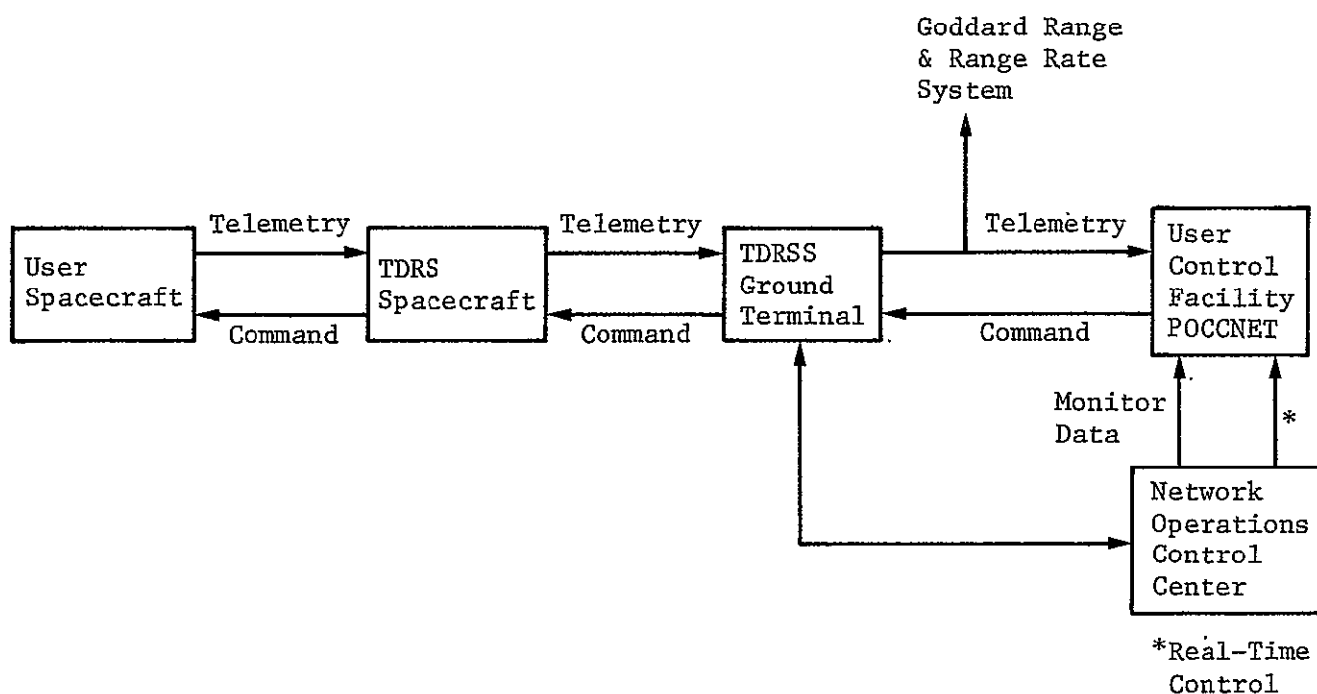 Goddard Range
& Range Rate
System
Telemetry
Telemetry
Telemetry
User
Spacecraft
TDRS
Spacecraft
TDRSS
Ground
Terminal
User
Control
Facility
POCCNET
Command
Command
Command
Monitor
Data
*
Network
Operations
Control
Center
*Real-Time
Control